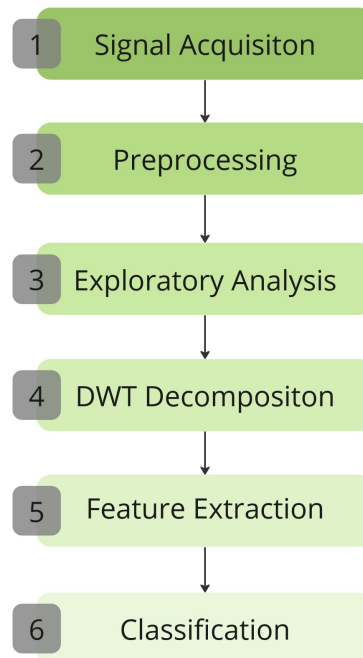 1 Signal Acquisiton
2 Preprocessing
3 Exploratory Analysis
4 DWT Decompositon
5 Feature Extraction
6 Classification